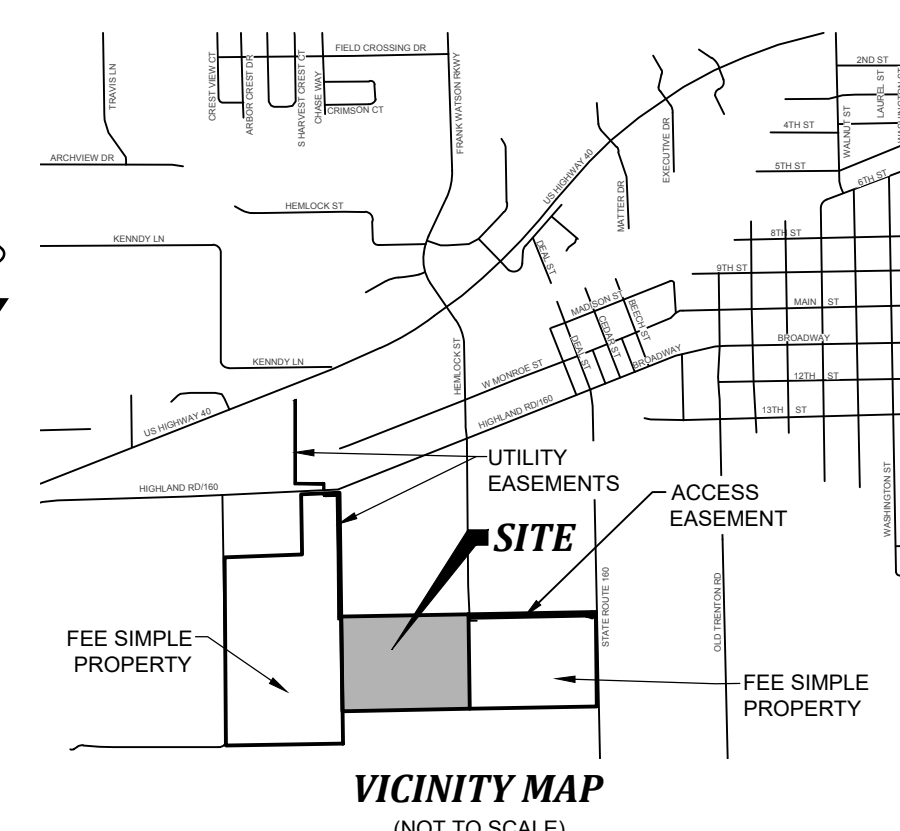 FIELD CROSSING DR
2ND ST
TRAVIS LN
CREST VIEW CT
ARBOR CREST DR
S HARVEST CREST CT
CHASE WAY
CRIMSON CT
FRANK WATSON RKWY
LAUREL ST
4TH ST
WALNUT ST
EXECUTIVE DR
ARCHVIEW DR
5TH ST
6TH ST
US HIGHWAY 40
MATTER DR
HEMLOCK ST
KENNDY LN
8TH ST
DEAL ST
9TH ST
MADISON ST
BEECH ST
MAIN ST
CEDAR ST
DEAL ST
BROADWAY
BROADWAY
HEMLOCK ST
KENNDY LN
W MONROE ST
12TH ST
HIGHLAND RD/160
13TH ST
US HIGHWAY 40
UTILITY
EASEMENTS
HIGHLAND RD/160
ACCESS
EASEMENT
WASHINGTON ST
SITE
STATE ROUTE 160
OLD TRENTON RD
FEE SIMPLE
PROPERTY
FEE SIMPLE
PROPERTY
VICINITY MAP
(NOT TO SCALE)